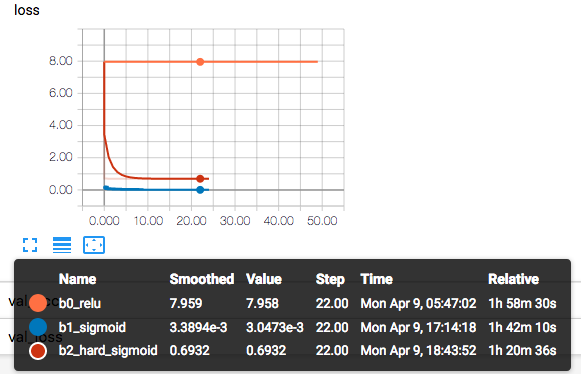 loss
8.00
6.00
4.00
2.00
0.00
0.000 10.00 20.00 30.00 40.00 50.00
Name Smoothed Value Step Time Relative
b0_relu 7.959 7.958 22.00 Mon Apr 9, 05:47:02 1h 58m 30s
b1_sigmoid 3.3894e-3 3.0473e-3 22.00 Mon Apr 9, 17:14:18 1h 42m 10s
val_loss
b2_hard_sigmoid 0.6932 0.6932 22.00 Mon Apr 9, 18:43:52 1h 20m 36s